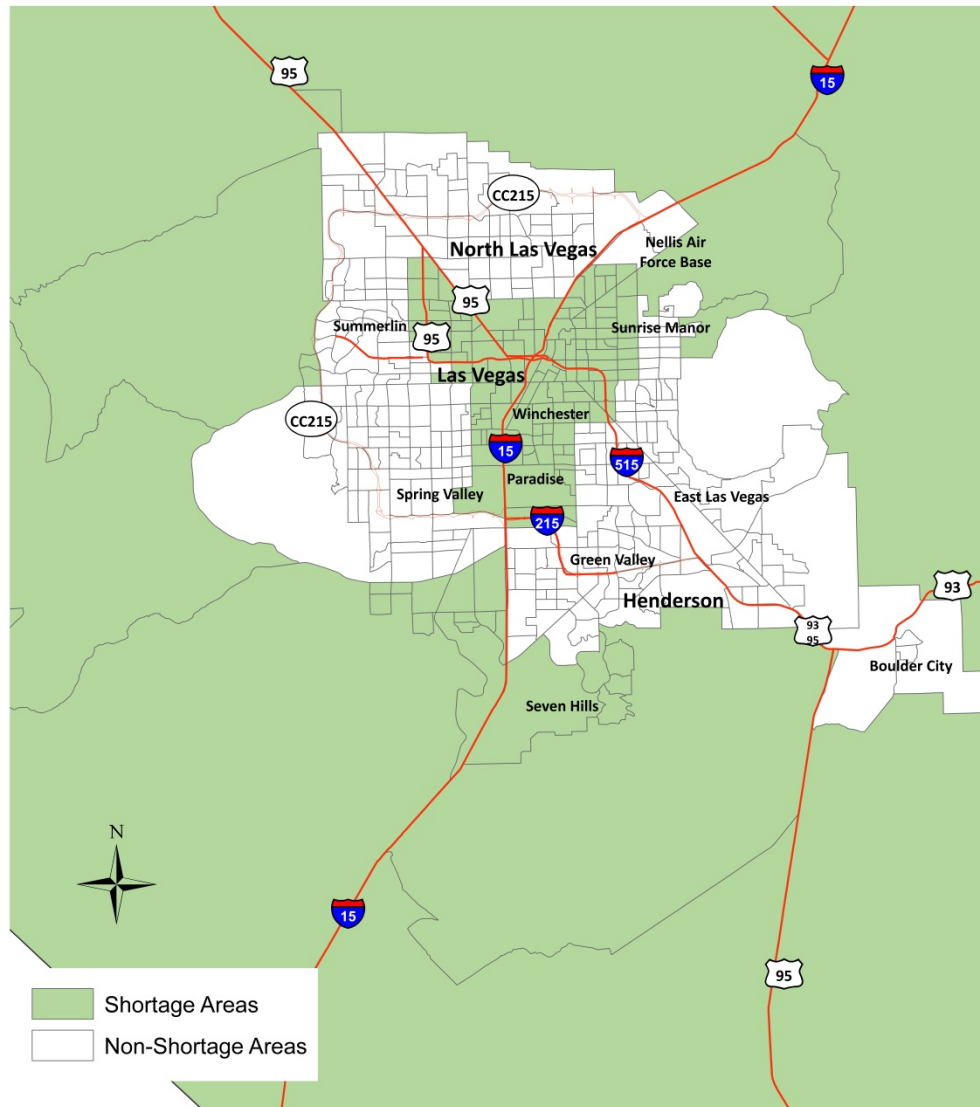 95
15
CC215
North Las Vegas
Nellis Air
Force Base
95
Summerlin
95
Sunrise Manor
Las Vegas
CC215
Winchester
15
515
Paradise
Spring Valley
East Las Vegas
215
Green Valley
Henderson
93
93
95
Boulder City
Seven Hills
N
15
95
Shortage Areas
Non-Shortage Areas